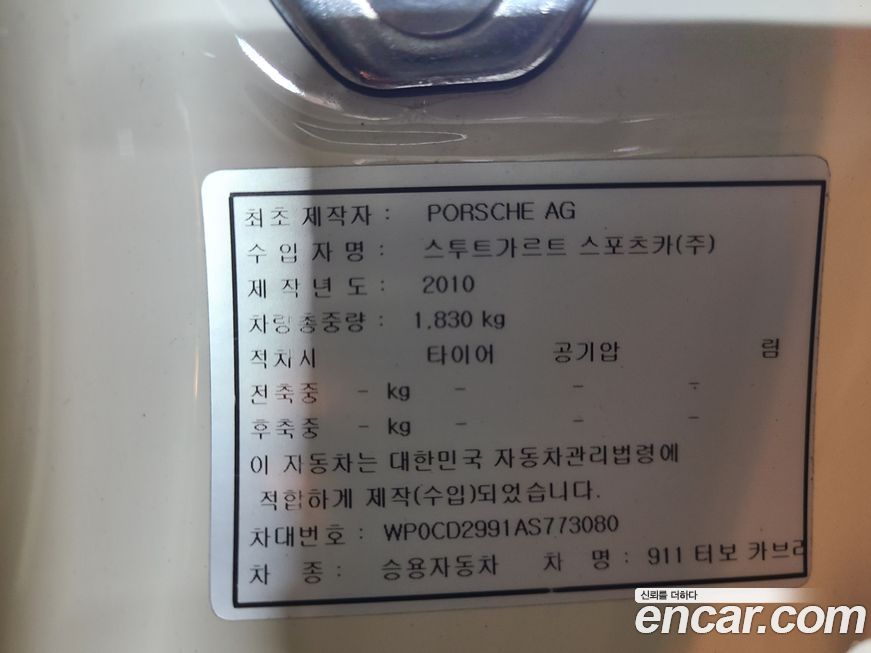 최초 제작자 : PORSCHE AG
수 입 자 명 : 스투트가르트 스포츠카(주)
제 작 년 도 : 2010
차량총중량 : 1,830 kg
적차시 타이어 공기압 림
전축중 - kg - - -
후축중 - kg - - -
이 자동차는 대한민국 자동차관리법령에
적합하게 제작(수입)되었습니다.
차대번호 : WP0CD2991AS773080
차 종 : 승용자동차 차 명 : 911 터보 카브리
신뢰를 더하다
encar.com